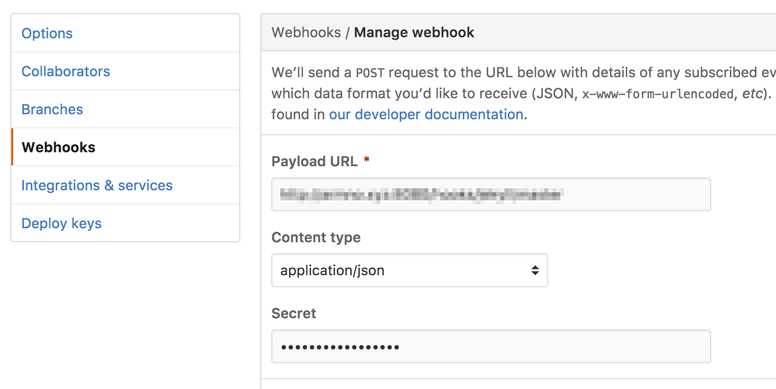 Options
Collaborators
Branches
Webhooks
Integrations & services
Deploy keys
Webhooks / Manage webhook
We'll send a POST request to the URL below with details of any subscribed ev
which data format you'd like to receive (JSON, x-www-form-urlencoded, etc).
found in our developer documentation.
Payload URL *
Content type
application/json
Secret
•••••••••••••••••